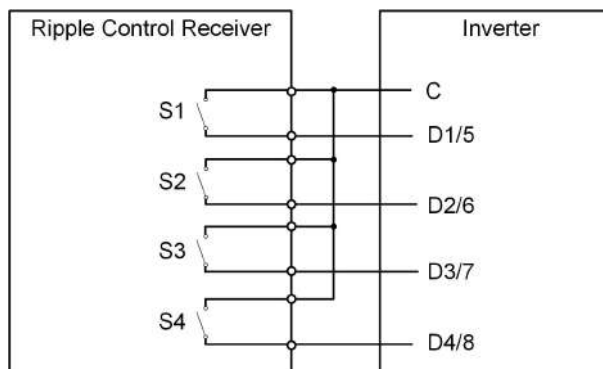 Ripple Control Receiver
Inverter
S1
C
D1/5
S2
D2/6
S3
D3/7
S4
D4/8